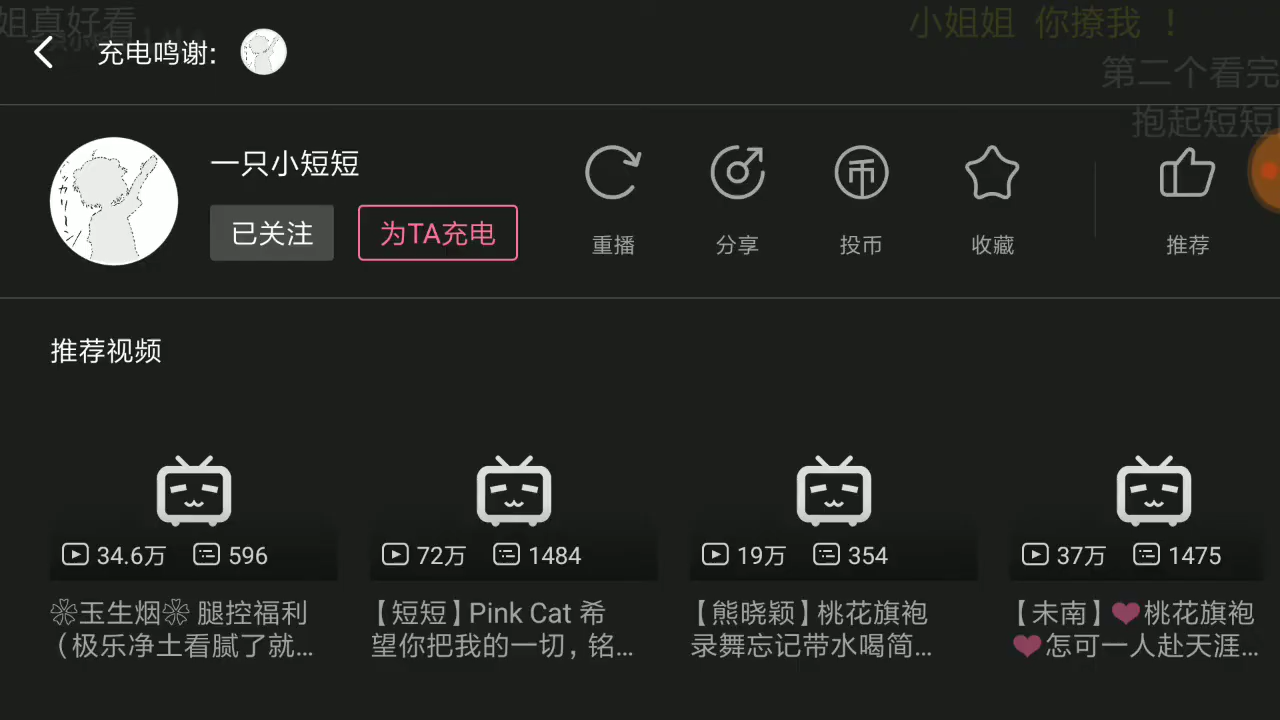 姐真好看
小姐姐 你撩我 !
充电鸣谢:
第二个看完
抱起短短
一只小短短
已关注
为TA充电
重播
分享
投币
收藏
推荐
推荐视频
34.6万 596
72万 1484
19万 354
37万 1475
❀玉生烟❀ 腿控福利
（极乐净土看腻了就...
【短短】Pink Cat 希
望你把我的一切，铭...
【熊晓颖】桃花旗袍
录舞忘记带水喝简...
【未南】❤桃花旗袍
❤怎可一人赴天涯...